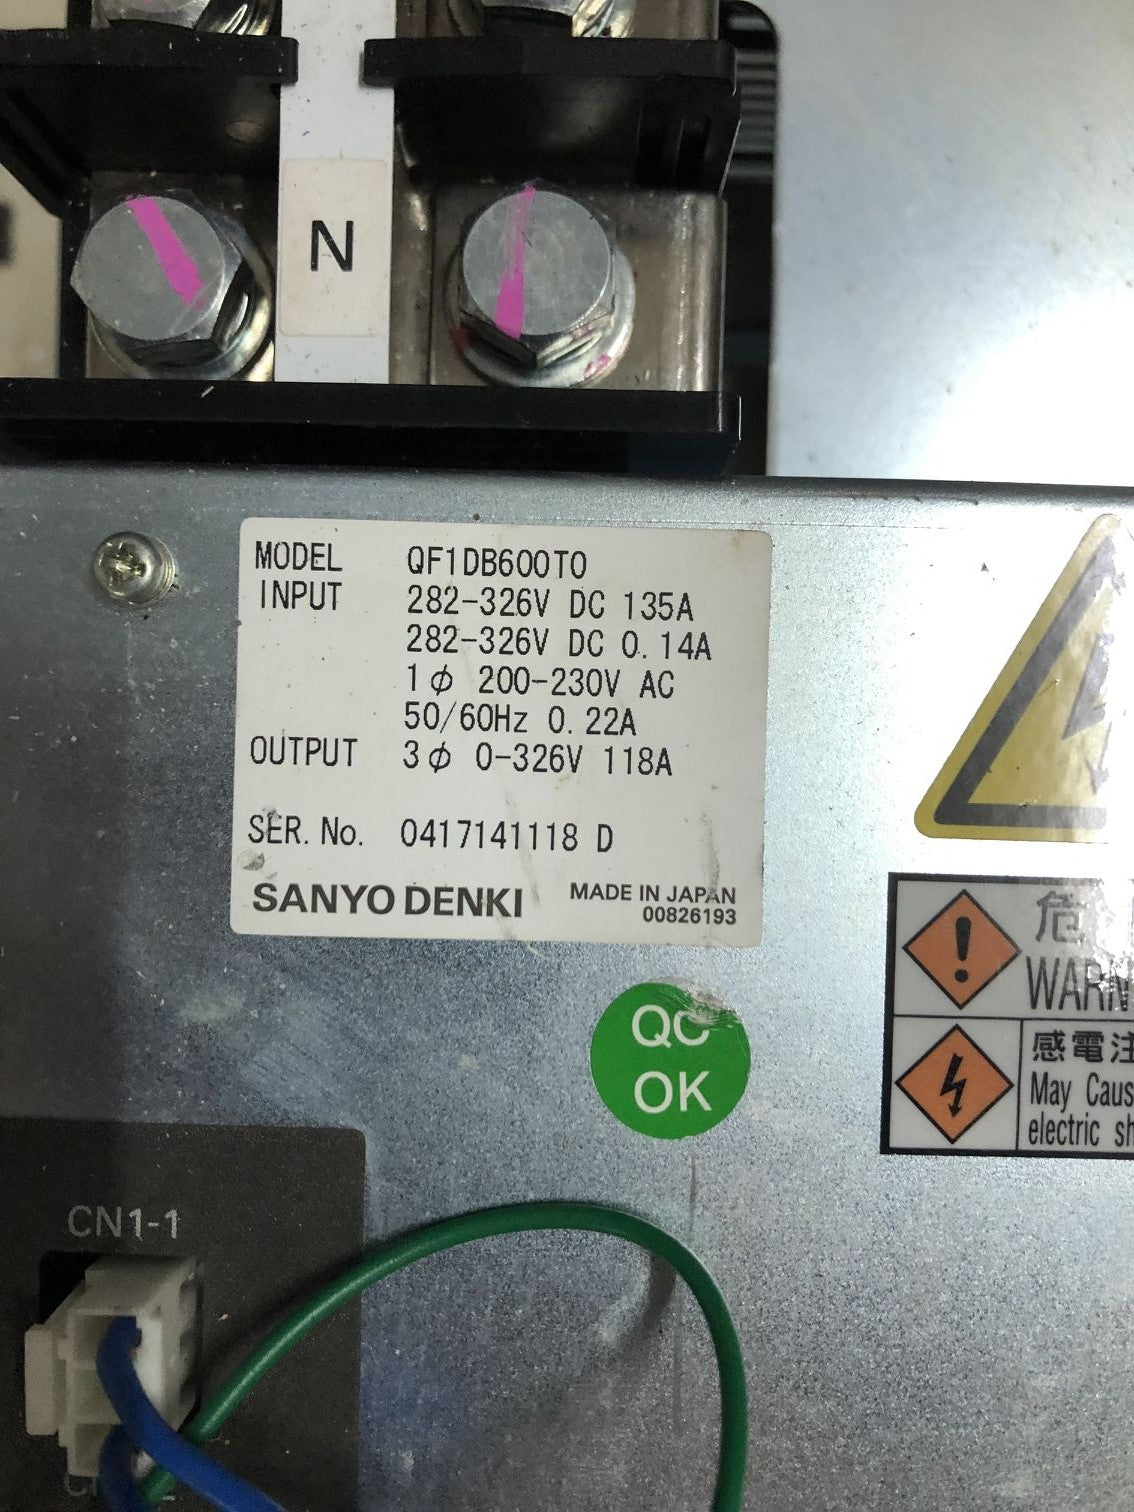 N
MODEL QF1DB600T0
INPUT 282-326V DC 135A
282-326V DC 0.14A
1φ 200-230V AC
50/60Hz 0.22A
OUTPUT 3φ 0-326V 118A
SER. No. 0417141118 D
SANYO DENKI MADE IN JAPAN
00826193
QC
OK
危
WARN
感電注
May Caus
electric sh
CN1-1